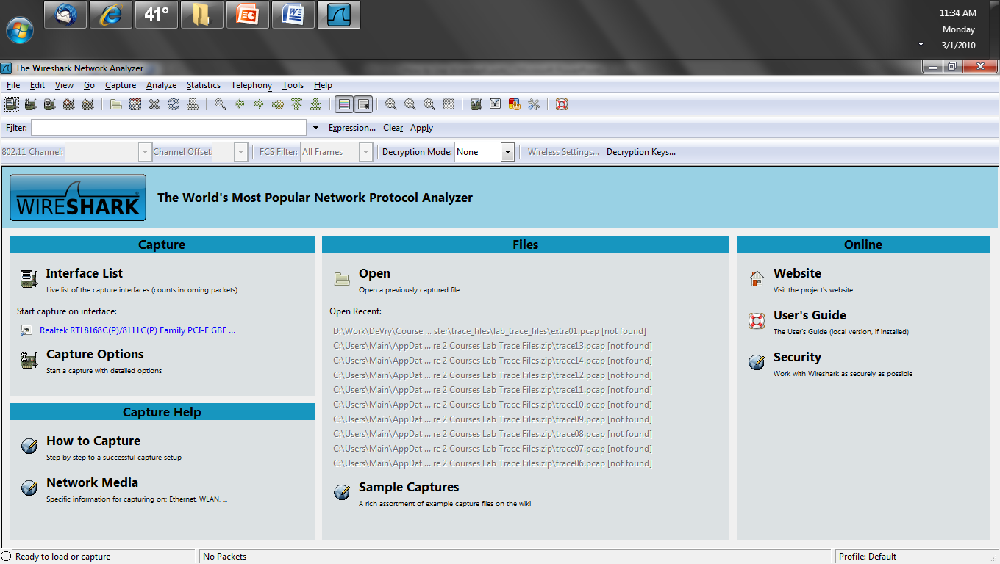 41°
11:34 AM
Monday
3/1/2010
The Wireshark Network Analyzer
File Edit View Go Capture Analyze Statistics Telephony Tools Help
Filter: Expression... Clear Apply
802.11 Channel: Channel Offset FCS Filter: All Frames Decryption Mode: None Wireless Settings... Decryption Keys...
WIRESHARK The World's Most Popular Network Protocol Analyzer
Capture
Interface List
Live list of the capture interfaces (counts incoming packets)
Start capture on interface:
Realtek RTL8168C(P)/8111C(P) Family PCI-E GBE ...
Capture Options
Start a capture with detailed options
Capture Help
How to Capture
Step by step to a successful capture setup
Network Media
Specific information for capturing on: Ethernet, WLAN, ...
Files
Open
Open a previously captured file
Open Recent:
D:\Work\DeVry\Course ... ster\trace_files\lab_trace_files\extra01.pcap [not found]
C:\Users\Main\AppDat ... re 2 Courses Lab Trace Files.zip\trace13.pcap [not found]
C:\Users\Main\AppDat ... re 2 Courses Lab Trace Files.zip\trace14.pcap [not found]
C:\Users\Main\AppDat ... re 2 Courses Lab Trace Files.zip\trace12.pcap [not found]
C:\Users\Main\AppDat ... re 2 Courses Lab Trace Files.zip\trace11.pcap [not found]
C:\Users\Main\AppDat ... re 2 Courses Lab Trace Files.zip\trace10.pcap [not found]
C:\Users\Main\AppDat ... re 2 Courses Lab Trace Files.zip\trace09.pcap [not found]
C:\Users\Main\AppDat ... re 2 Courses Lab Trace Files.zip\trace08.pcap [not found]
C:\Users\Main\AppDat ... re 2 Courses Lab Trace Files.zip\trace07.pcap [not found]
C:\Users\Main\AppDat ... re 2 Courses Lab Trace Files.zip\trace06.pcap [not found]
Sample Captures
A rich assortment of example capture files on the wiki
Online
Website
Visit the project's website
User's Guide
The User's Guide (local version, if installed)
Security
Work with Wireshark as securely as possible
Ready to load or capture No Packets Profile: Default